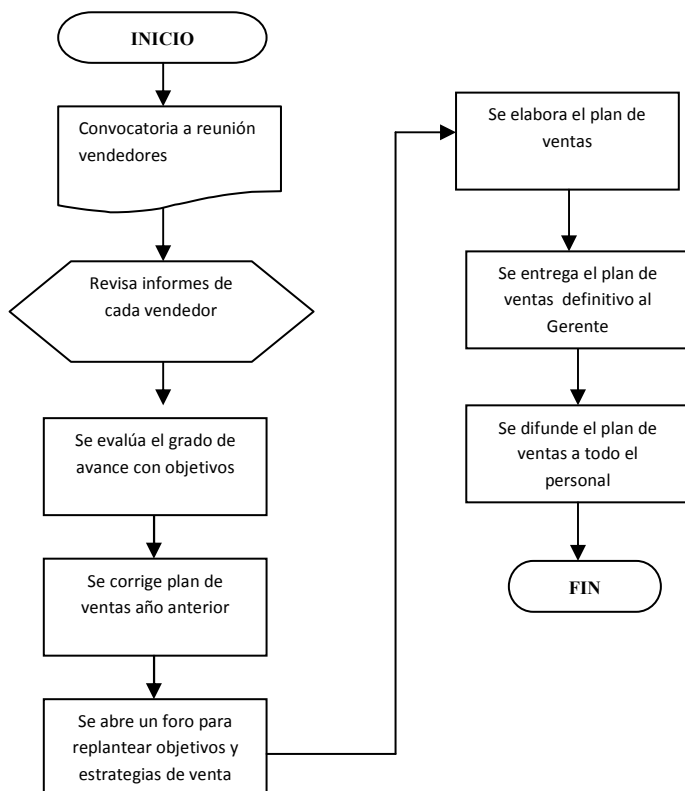 INICIO
Convocatoria a reunión
vendedores
Revisa informes de
cada vendedor
Se evalúa el grado de
avance con objetivos
Se corrige plan de
ventas año anterior
Se abre un foro para
replantear objetivos y
estrategias de venta
Se elabora el plan de
ventas
Se entrega el plan de
ventas definitivo al
Gerente
Se difunde el plan de
ventas a todo el
personal
FIN